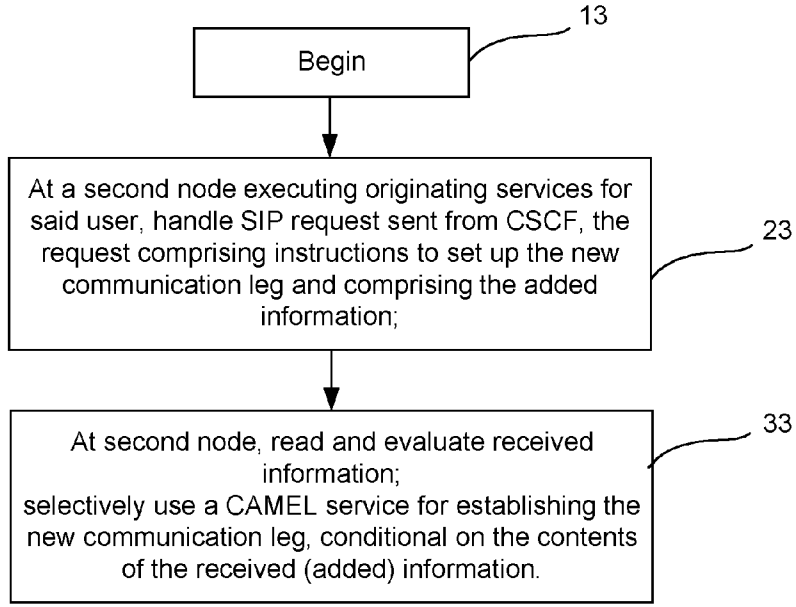 13
Begin
At a second node executing originating services for
said user, handle SIP request sent from CSCF, the
request comprising instructions to set up the new
communication leg and comprising the added
information;
23
At second node, read and evaluate received
information;
selectively use a CAMEL service for establishing the
new communication leg, conditional on the contents
of the received (added) information.
33